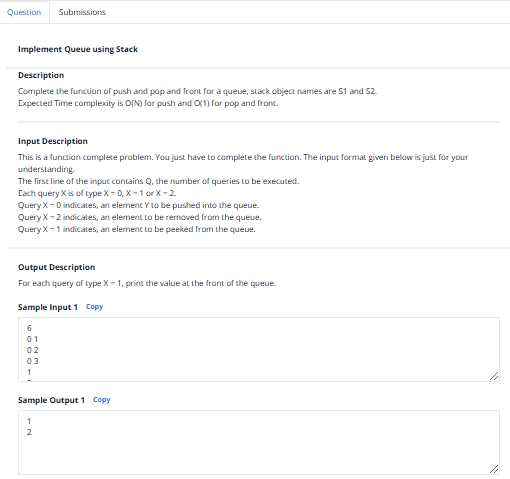 Question
Submissions
Implement Queue using Stack
Description
Complete the function of push and pop and front for a queue, stack object names are S1 and S2.
Expected Time complexity is O(N) for push and O(1) for pop and front.
Input Description
This is a function complete problem. You just have to complete the function. The input format given below is just for your
understanding.
The first line of the input contains Q, the number of queries to be executed.
Each query X is of type X = 0, X = 1 or X = 2.
Query X = 0 indicates, an element Y to be pushed into the queue.
Query X = 2 indicates, an element to be removed from the queue.
Query X = 1 indicates, an element to be peeked from the queue.
Output Description
For each query of type X = 1, print the value at the front of the queue.
Sample Input 1 Copy
6
0 1
0 2
0 3
1
Sample Output 1 Copy
1
2